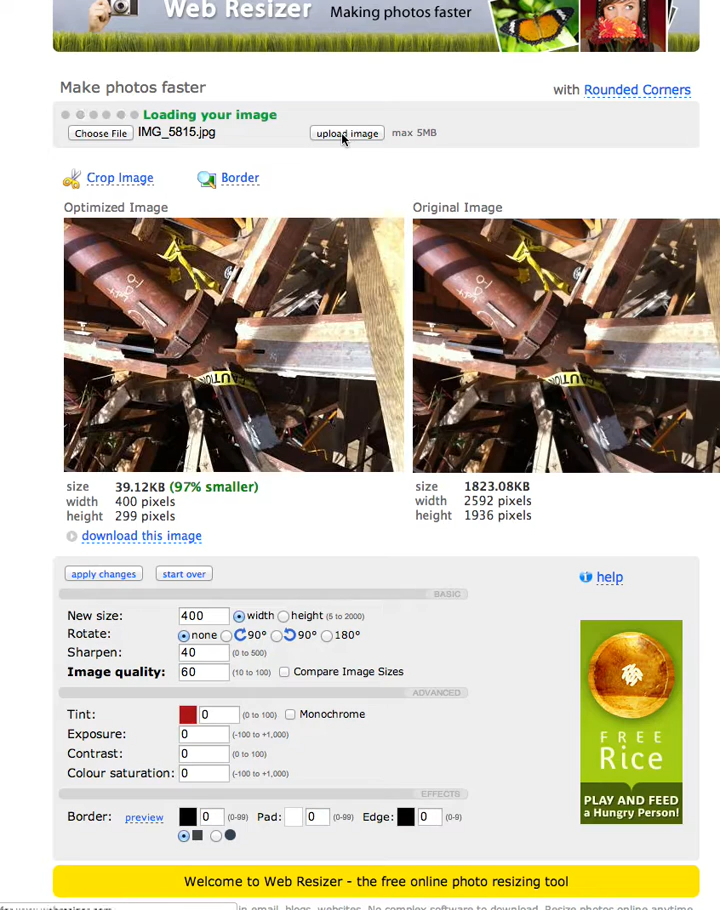 Web Resizer Making photos faster
Make photos faster
with Rounded Corners
Loading your image
Choose File IMG_5815.jpg upload image max 5MB
Crop Image Border
Optimized Image Original Image
size 39.12KB (97% smaller)
width 400 pixels
height 299 pixels
download this image
size 1823.08KB
width 2592 pixels
height 1936 pixels
apply changes start over
help
BASIC
New size: 400 width height (5 to 2000)
Rotate: none 90° 90° 180°
Sharpen: 40 (0 to 500)
Image quality: 60 (10 to 100) Compare Image Sizes
ADVANCED
Tint: 0 (0 to 100) Monochrome
Exposure: 0 (-100 to +1,000)
Contrast: 0 (0 to 100)
Colour saturation: 0 (-100 to +1,000)
EFFECTS
Border: preview 0 (0-99) Pad: 0 (0-99) Edge: 0 (0-9)
FREE
Rice
PLAY AND FEED
a Hungry Person!
Welcome to Web Resizer - the free online photo resizing tool